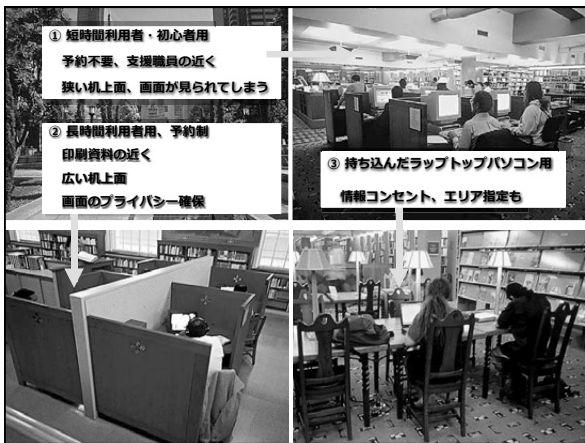 ① 短時間利用者・初心者用
予約不要、支援職員の近く
狭い机上面、画面が見られてしまう
② 長時間利用者用、予約制
印刷資料の近く
広い机上面
画面のプライバシー確保
③ 持ち込んだラップトップパソコン用
情報コンセント、エリア指定も